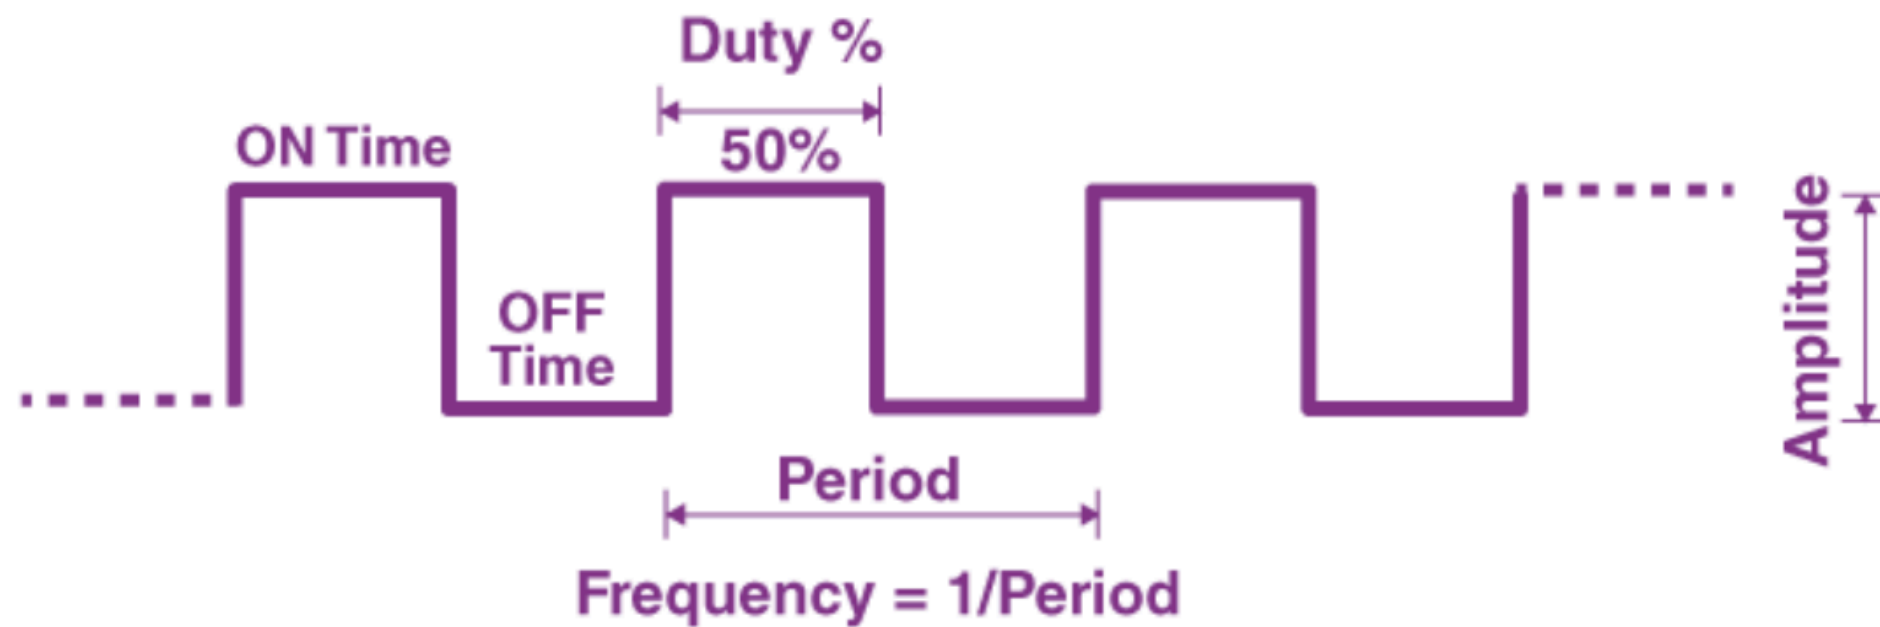 Duty %
50%
ON Time
OFF
Time
Amplitude
Period
Frequency = 1/Period